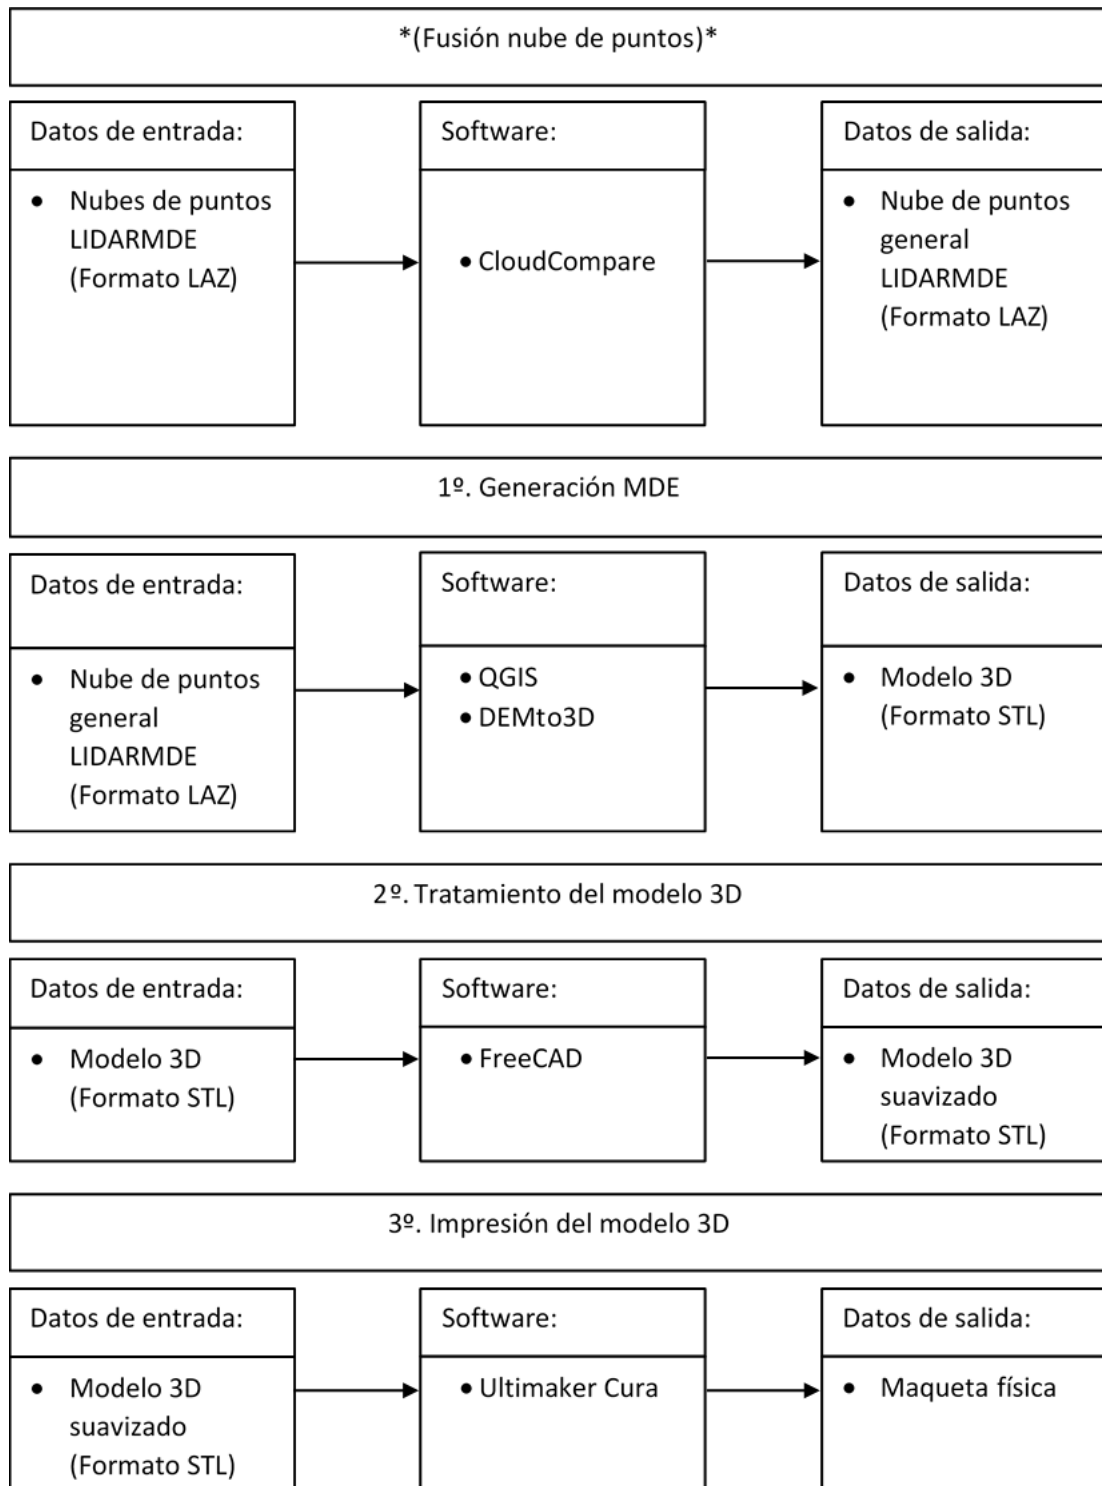 *(Fusión nube de puntos)*
Datos de entrada:
• Nubes de puntos
LIDARMDE
(Formato LAZ)
Software:
• CloudCompare
Datos de salida:
• Nube de puntos
general
LIDARMDE
(Formato LAZ)
1º. Generación MDE
Datos de entrada:
• Nube de puntos
general
LIDARMDE
(Formato LAZ)
Software:
• QGIS
• DEMto3D
Datos de salida:
• Modelo 3D
(Formato STL)
2º. Tratamiento del modelo 3D
Datos de entrada:
• Modelo 3D
(Formato STL)
Software:
• FreeCAD
Datos de salida:
• Modelo 3D
suavizado
(Formato STL)
3º. Impresión del modelo 3D
Datos de entrada:
• Modelo 3D
suavizado
(Formato STL)
Software:
• Ultimaker Cura
Datos de salida:
• Maqueta física